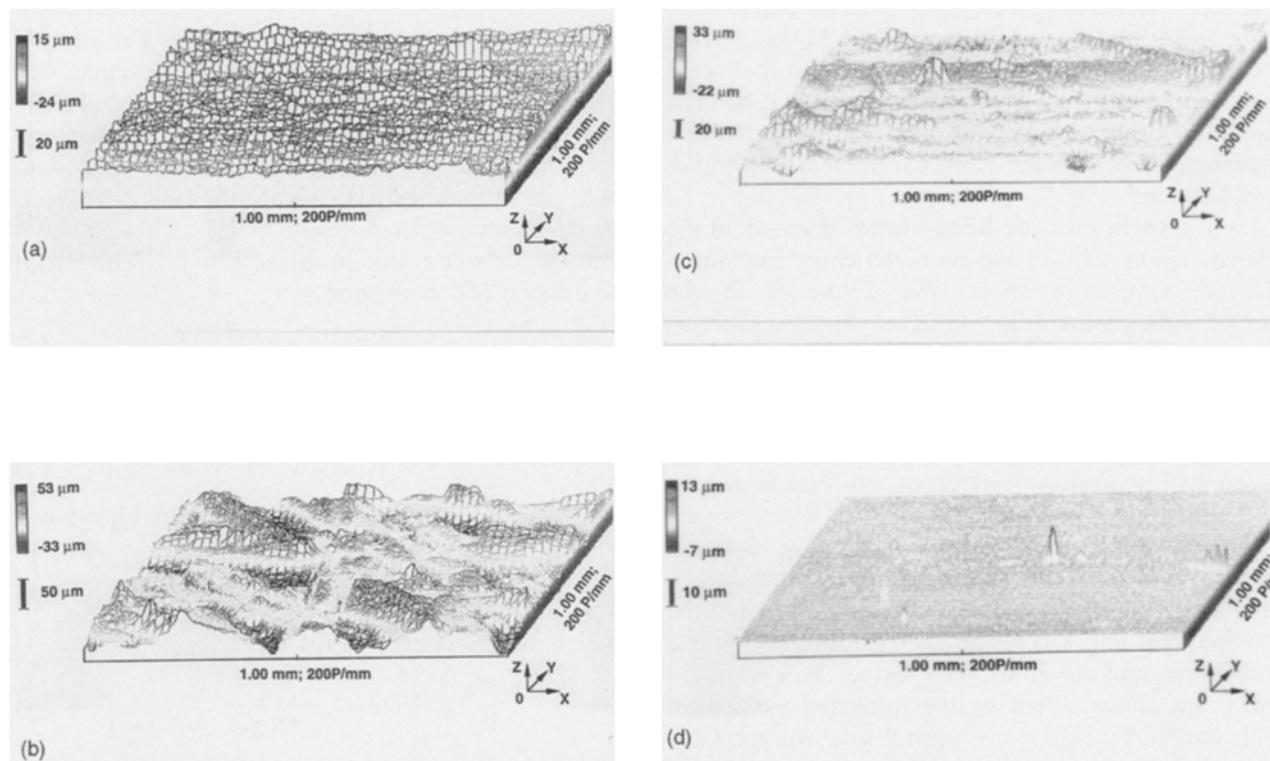 15 μm
-24 μm
20 μm
1.00 mm; 200P/mm
1.00 mm;
200 P/mm
Z
Y
0
X
(a)
33 μm
-22 μm
20 μm
1.00 mm; 200P/mm
1.00 mm;
200 P/mm
Z
Y
0
X
(c)
53 μm
-33 μm
50 μm
1.00 mm; 200P/mm
1.00 mm;
200 P/mm
Z
Y
0
X
(b)
13 μm
-7 μm
10 μm
1.00 mm; 200P/mm
1.00 mm;
200 P/mm
Z
Y
0
X
(d)